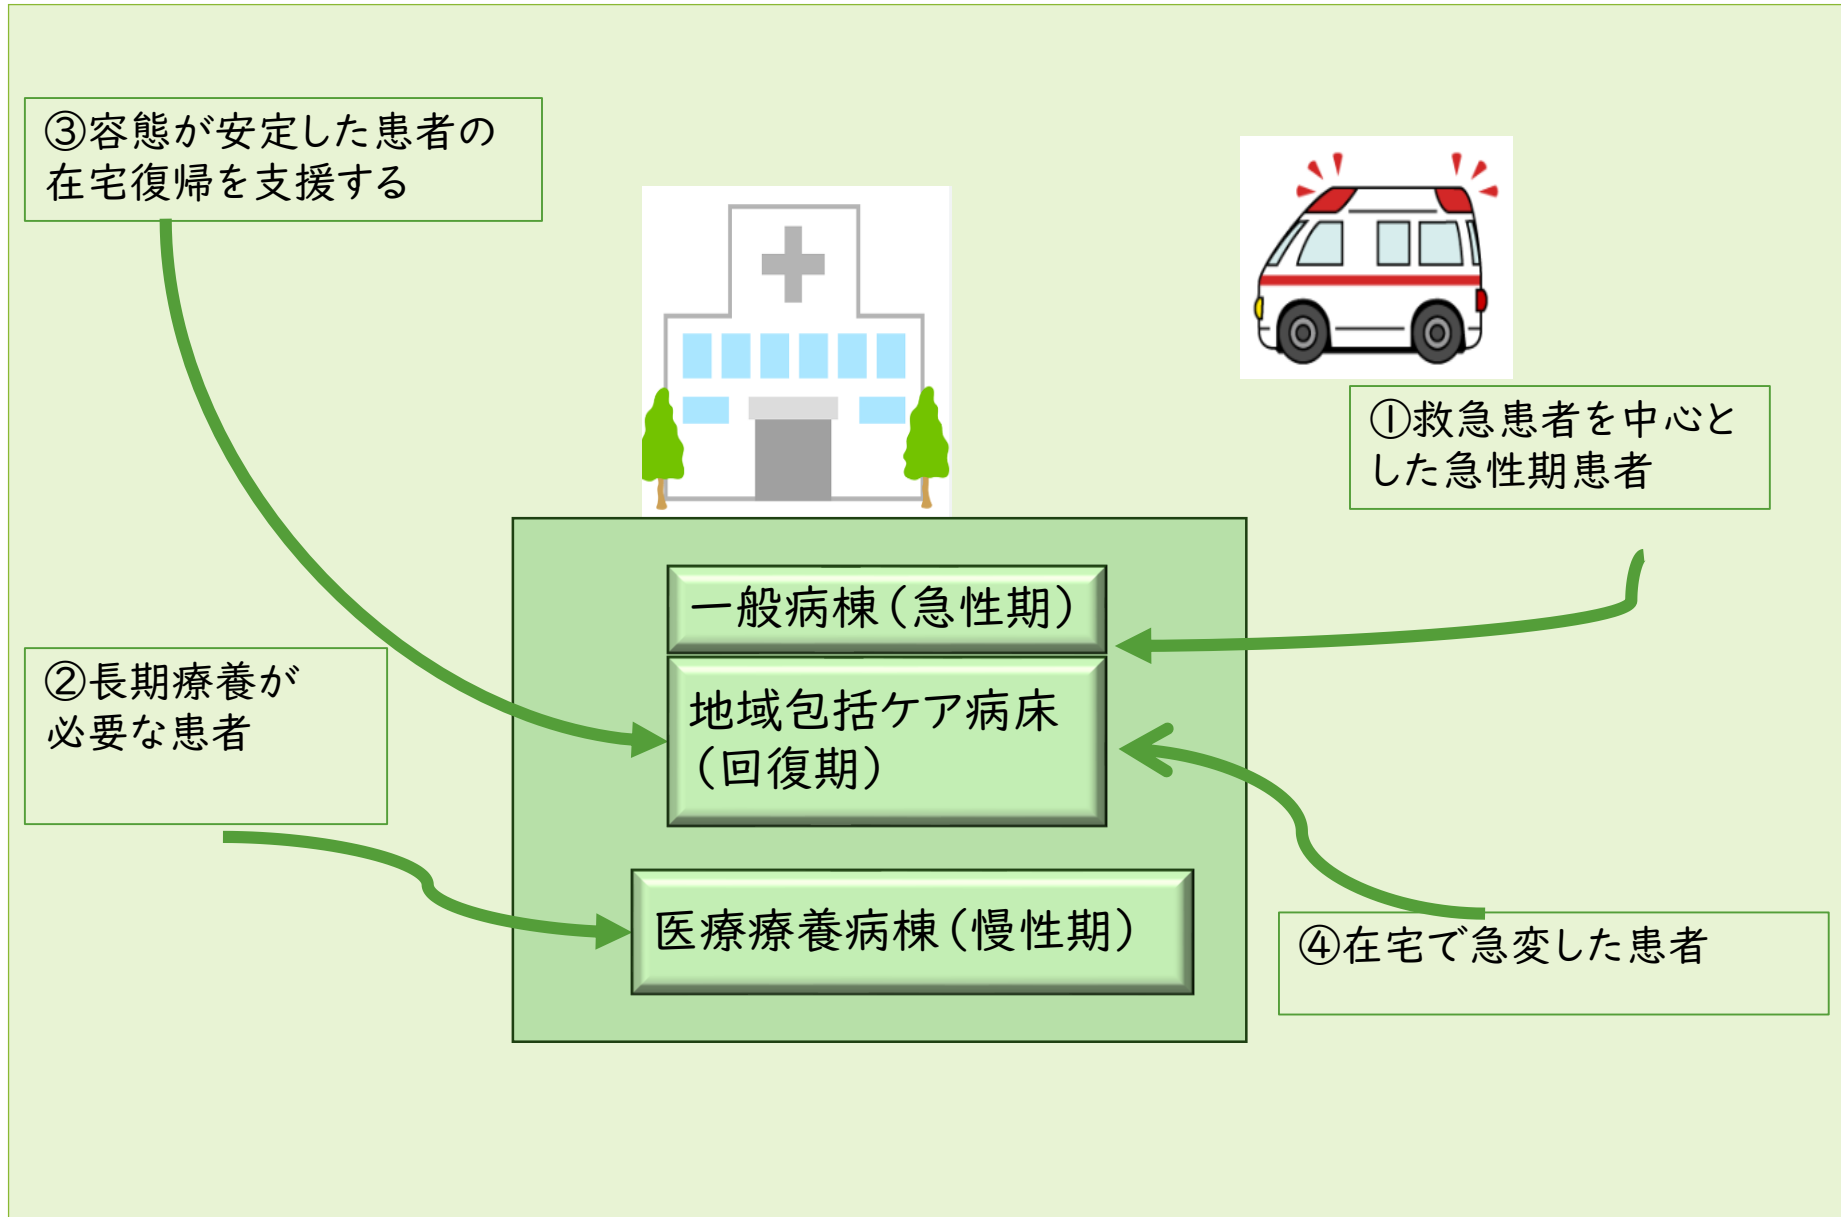 ③容態が安定した患者の
在宅復帰を支援する
①救急患者を中心と
した急性期患者
一般病棟（急性期）
②長期療養が
必要な患者
地域包括ケア病床
（回復期）
医療療養病棟（慢性期）
④在宅で急変した患者